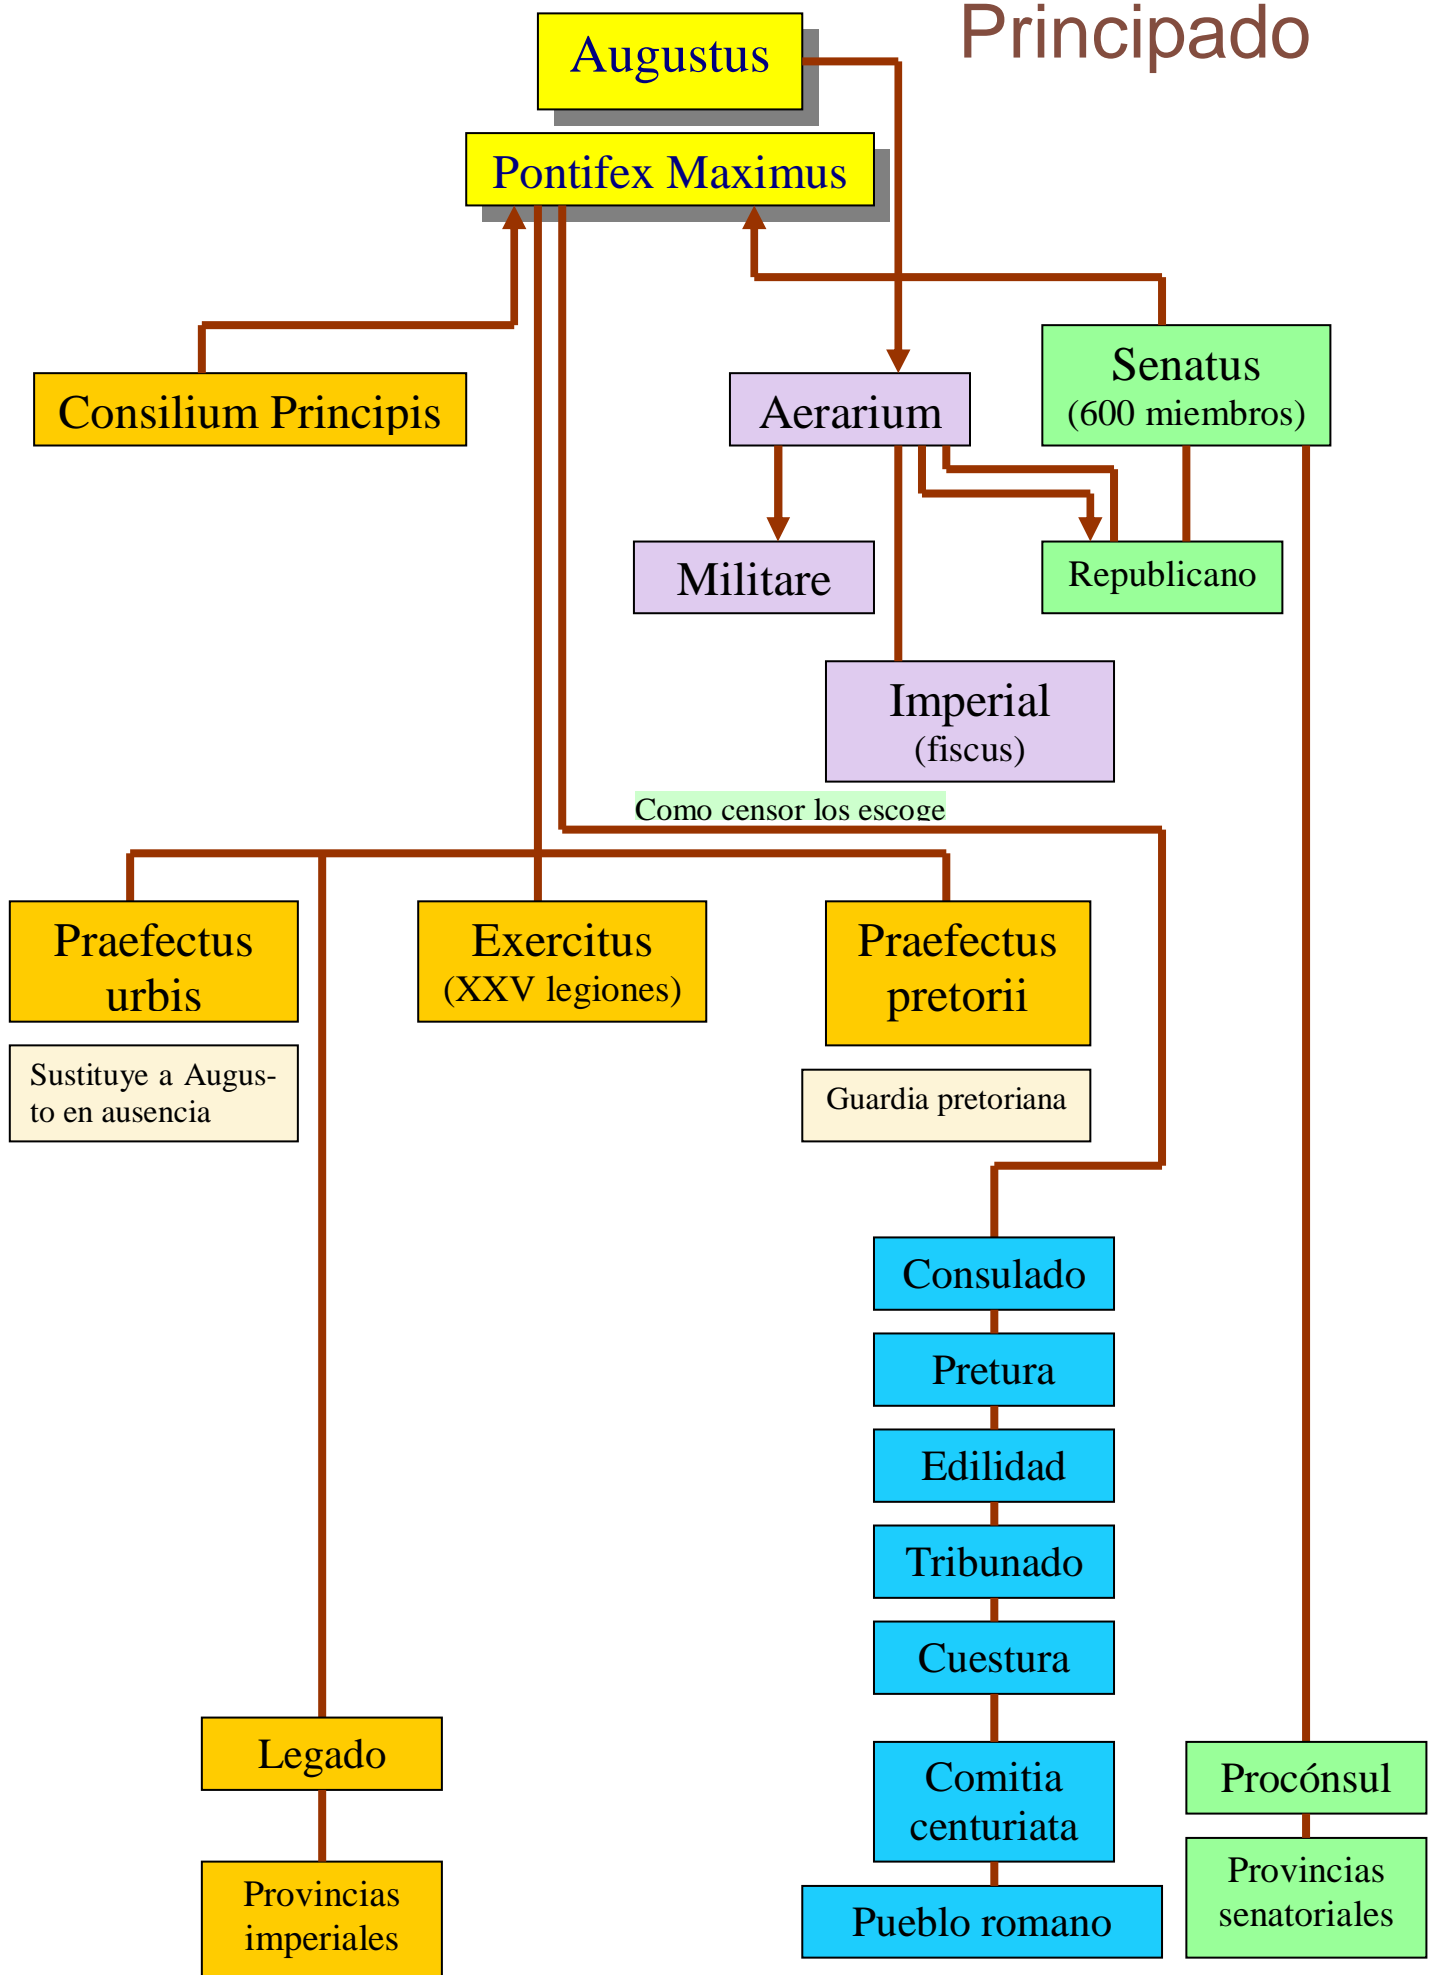 Principado
Augustus
Pontifex Maximus
Consilium Principis
Aerarium
Senatus
(600 miembros)
Militare
Republicano
Imperial
(fiscus)
Como censor los escoge
Praefectus
urbis
Exercitus
(XXV legiones)
Praefectus
pretorii
Sustituye a Augus-
to en ausencia
Guardia pretoriana
Consulado
Pretura
Edilidad
Tribunado
Cuestura
Legado
Comitia
centuriata
Procónsul
Provincias
imperiales
Pueblo romano
Provincias
senatoriales